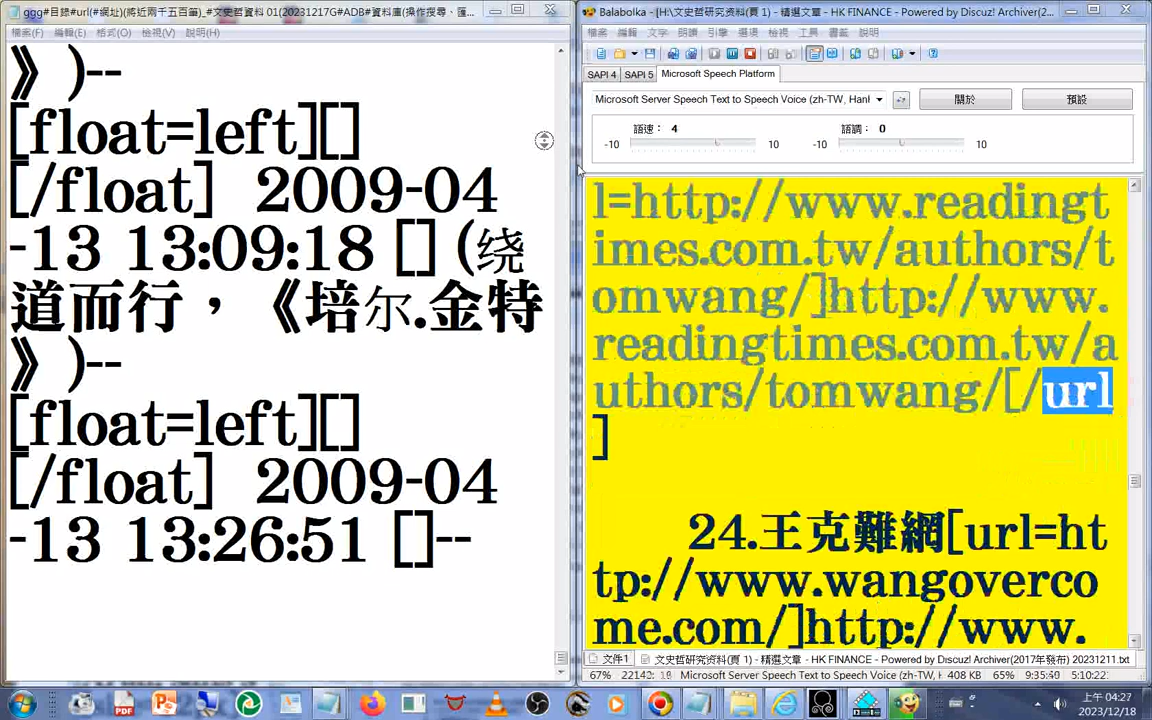 ggg#目錄#url(#網址)(將近兩千五百筆)_#文史哲資料 01(20231217G#ADB#資料庫(操作搜尋、匯...
檔案(F) 編輯(E) 格式(O) 檢視(V) 說明(H)
》)--
[float=left][]
[/float] 2009-04
-13 13:09:18 [] (绕
道而行，《培尔.金特
》)--
[float=left][]
[/float] 2009-04
-13 13:26:51 []--
Balabolka - [H:\文史哲研究资料(頁 1) - 精選文章 - HK FINANCE - Powered by Discuz! Archiver(2...
檔案 編輯 文字 朗讀 引擎 選項 檢視 工具 書籤 說明
SAPI 4 SAPI 5 Microsoft Speech Platform
Microsoft Server Speech Text to Speech Voice (zh-TW, Hanl
關於 預設
語速： 4 語調： 0
-10 10 -10 10
l=http://www.readingt
imes.com.tw/authors/t
omwang/]http://www.
readingtimes.com.tw/a
uthors/tomwang/[/url
]
24.王克難網[url=ht
tp://www.wangoverco
me.com/]http://www.
文件1 文史哲研究资料(頁 1) - 精選文章 - HK FINANCE - Powered by Discuz! Archiver(2017年發布) 20231211.txt
67% 22142: 18 Microsoft Server Speech Text to Speech Voice (zh-TW, H 408 KB 65% 9:35:40 5:10:22
上午 04:27
2023/12/18